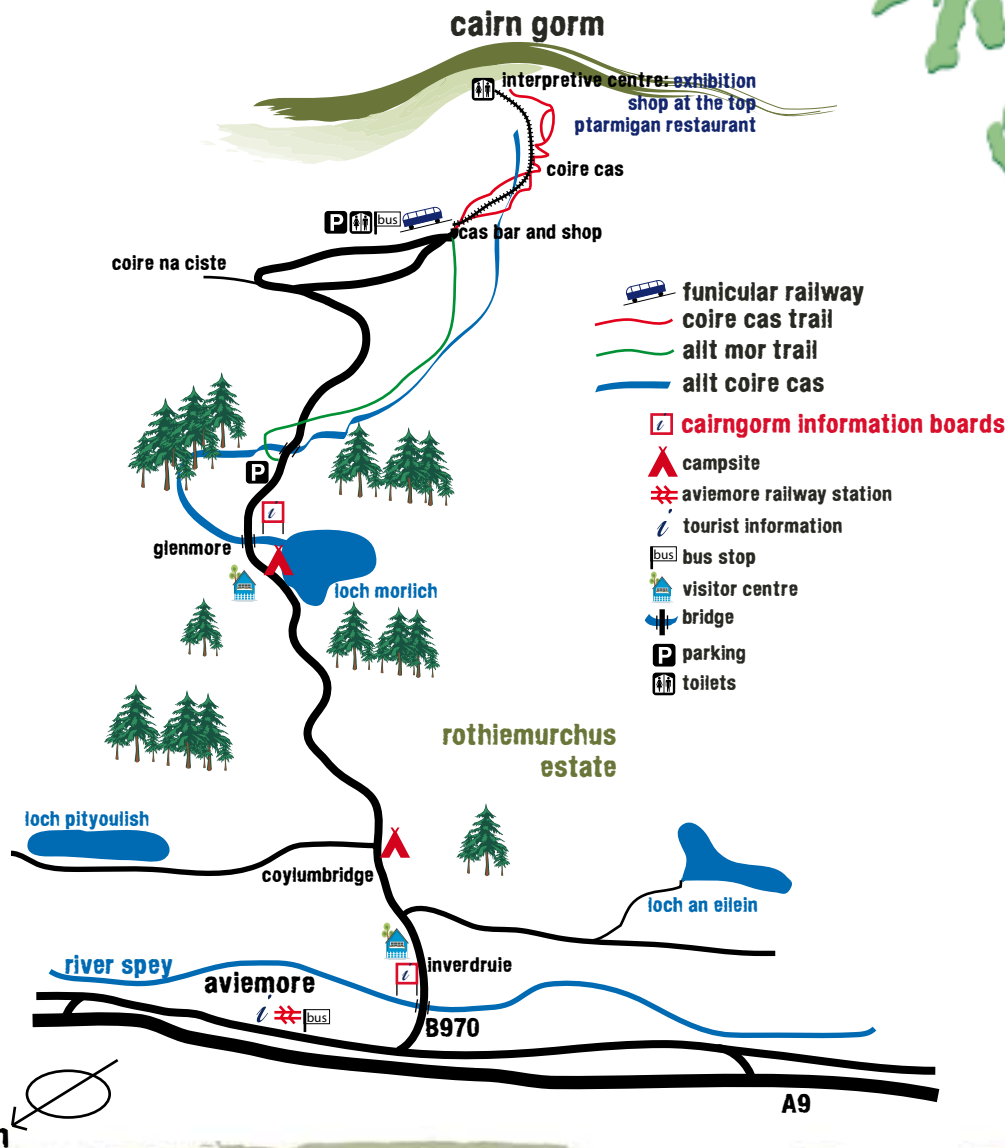 cairn gorm
interpretive centre: exhibition
shop at the top
ptarmigan restaurant
coire cas
P
bus
cas bar and shop
coire na ciste
funicular railway
coire cas trail
allt mor trail
allt coire cas
i cairngorm information boards
campsite
aviemore railway station
i tourist information
bus bus stop
visitor centre
bridge
P parking
toilets
P
i
glenmore
loch morlich
rothiemurchus
estate
loch pityoulish
coylumbridge
loch an eilein
inverdruie
i
river spey
aviemore
i
bus
B970
A9
n